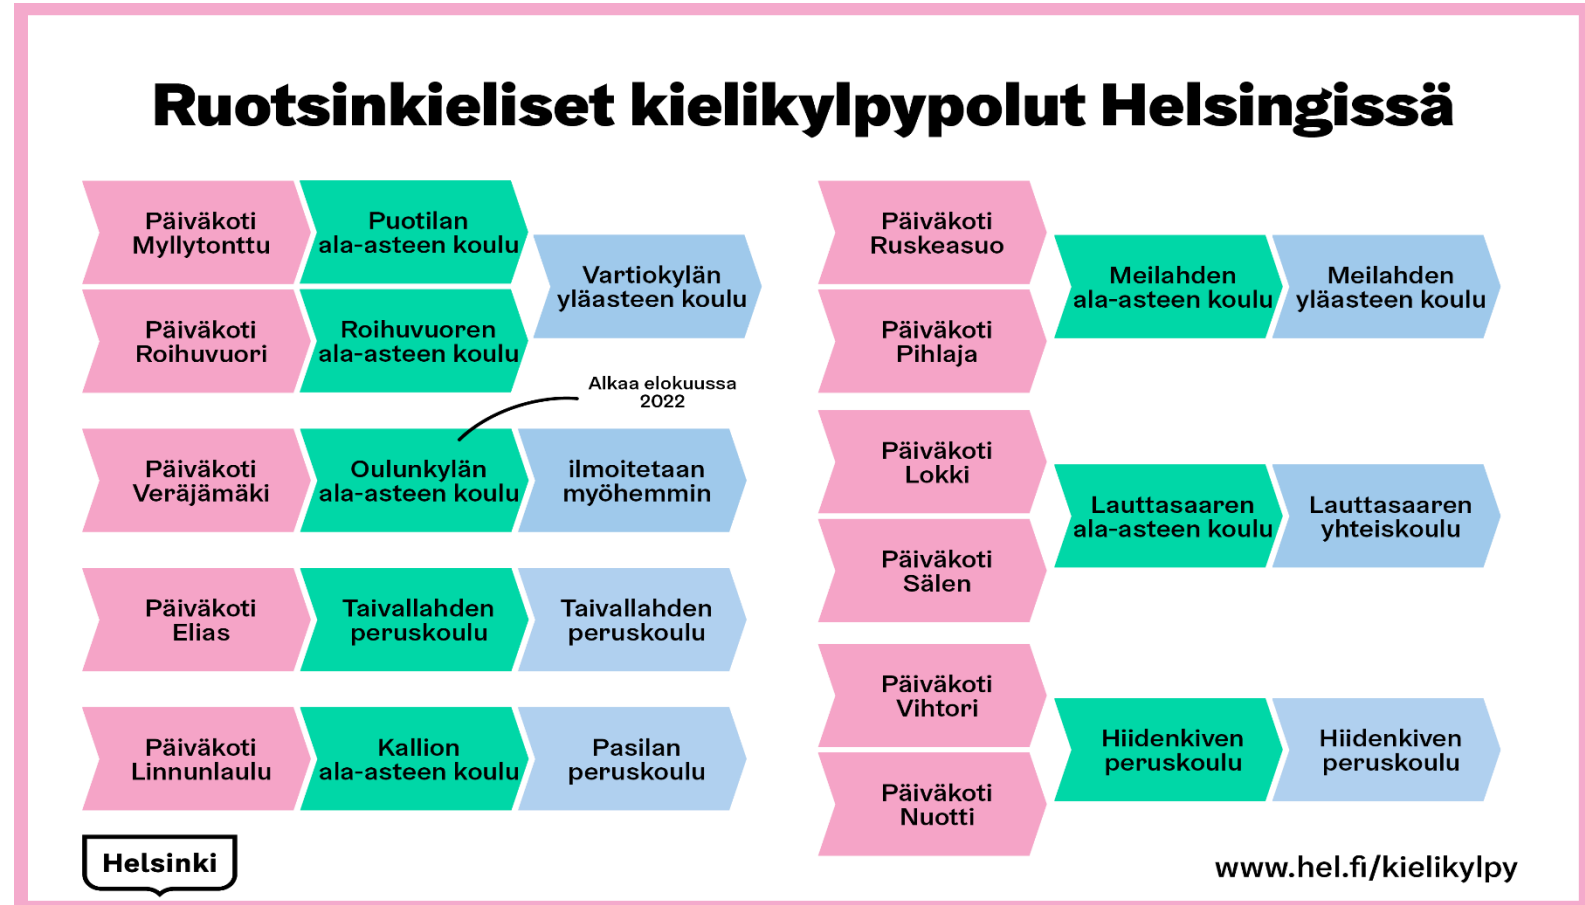 Ruotsinkieliset kielikylpypolut Helsingissä
Päiväkoti
Myllytonttu
Puotilan
ala-asteen koulu
Päiväkoti
Roihuvuori
Roihuvuoren
ala-asteen koulu
Vartiokylän
yläasteen koulu
Alkaa elokuussa
2022
Päiväkoti
Veräjämäki
Oulunkylän
ala-asteen koulu
ilmoitetaan
myöhemmin
Päiväkoti
Elias
Taivallahden
peruskoulu
Taivallahden
peruskoulu
Päiväkoti
Linnunlaulu
Kallion
ala-asteen koulu
Pasilan
peruskoulu
Päiväkoti
Ruskeasuo
Päiväkoti
Pihlaja
Meilahden
ala-asteen koulu
Meilahden
yläasteen koulu
Päiväkoti
Lokki
Päiväkoti
Sälen
Lauttasaaren
ala-asteen koulu
Lauttasaaren
yhteiskoulu
Päiväkoti
Vihtori
Päiväkoti
Nuotti
Hiidenkiven
peruskoulu
Hiidenkiven
peruskoulu
Helsinki
www.hel.fi/kielikylpy